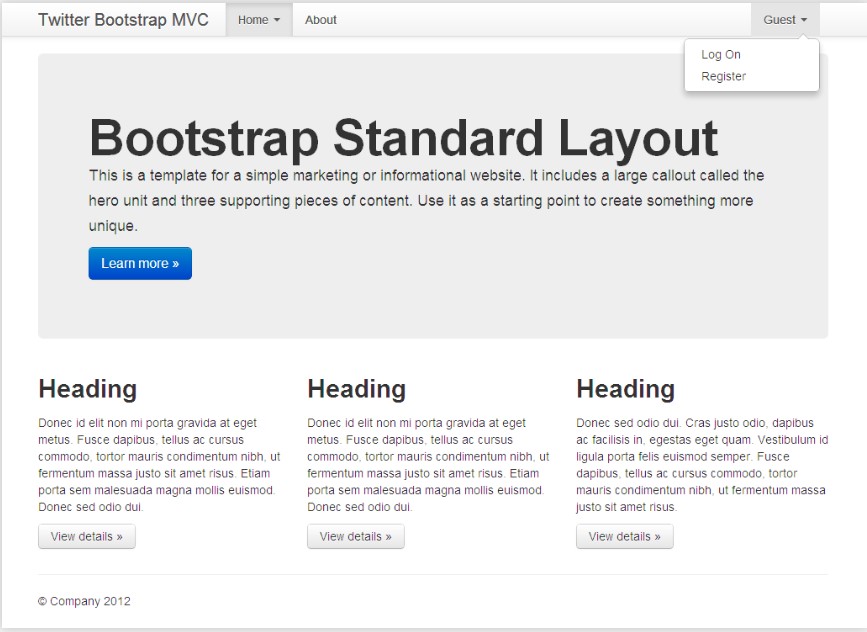 Twitter Bootstrap MVC Home About Guest
Log On
Register
Bootstrap Standard Layout
This is a template for a simple marketing or informational website. It includes a large callout called the
hero unit and three supporting pieces of content. Use it as a starting point to create something more
unique.
Learn more »
Heading
Donec id elit non mi porta gravida at eget
metus. Fusce dapibus, tellus ac cursus
commodo, tortor mauris condimentum nibh, ut
fermentum massa justo sit amet risus. Etiam
porta sem malesuada magna mollis euismod.
Donec sed odio dui.
View details »
Heading
Donec id elit non mi porta gravida at eget
metus. Fusce dapibus, tellus ac cursus
commodo, tortor mauris condimentum nibh, ut
fermentum massa justo sit amet risus. Etiam
porta sem malesuada magna mollis euismod.
Donec sed odio dui.
View details »
Heading
Donec sed odio dui. Cras justo odio, dapibus
ac facilisis in, egestas eget quam. Vestibulum id
ligula porta felis euismod semper. Fusce
dapibus, tellus ac cursus commodo, tortor
mauris condimentum nibh, ut fermentum massa
justo sit amet risus.
View details »
© Company 2012